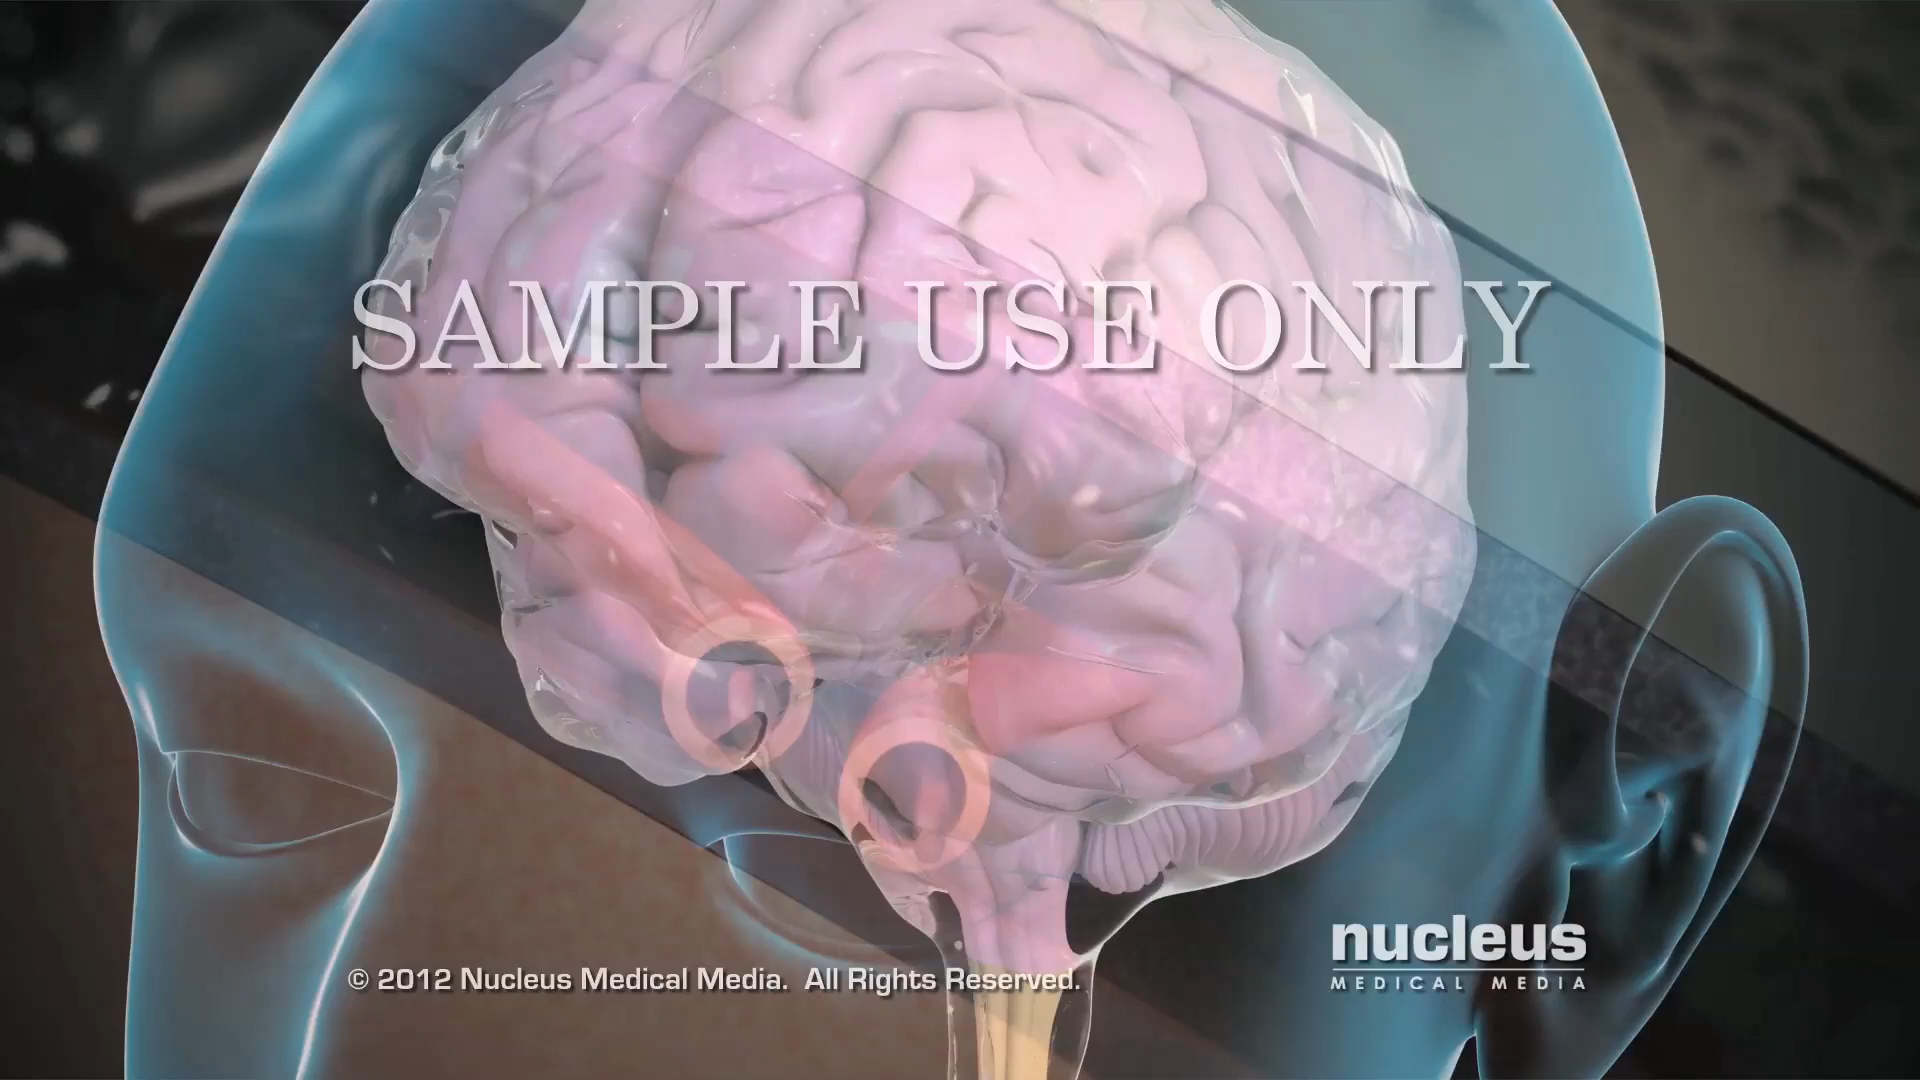 SAMPLE USE ONLY
nucleus
MEDICAL MEDIA
© 2012 Nucleus Medical Media. All Rights Reserved.